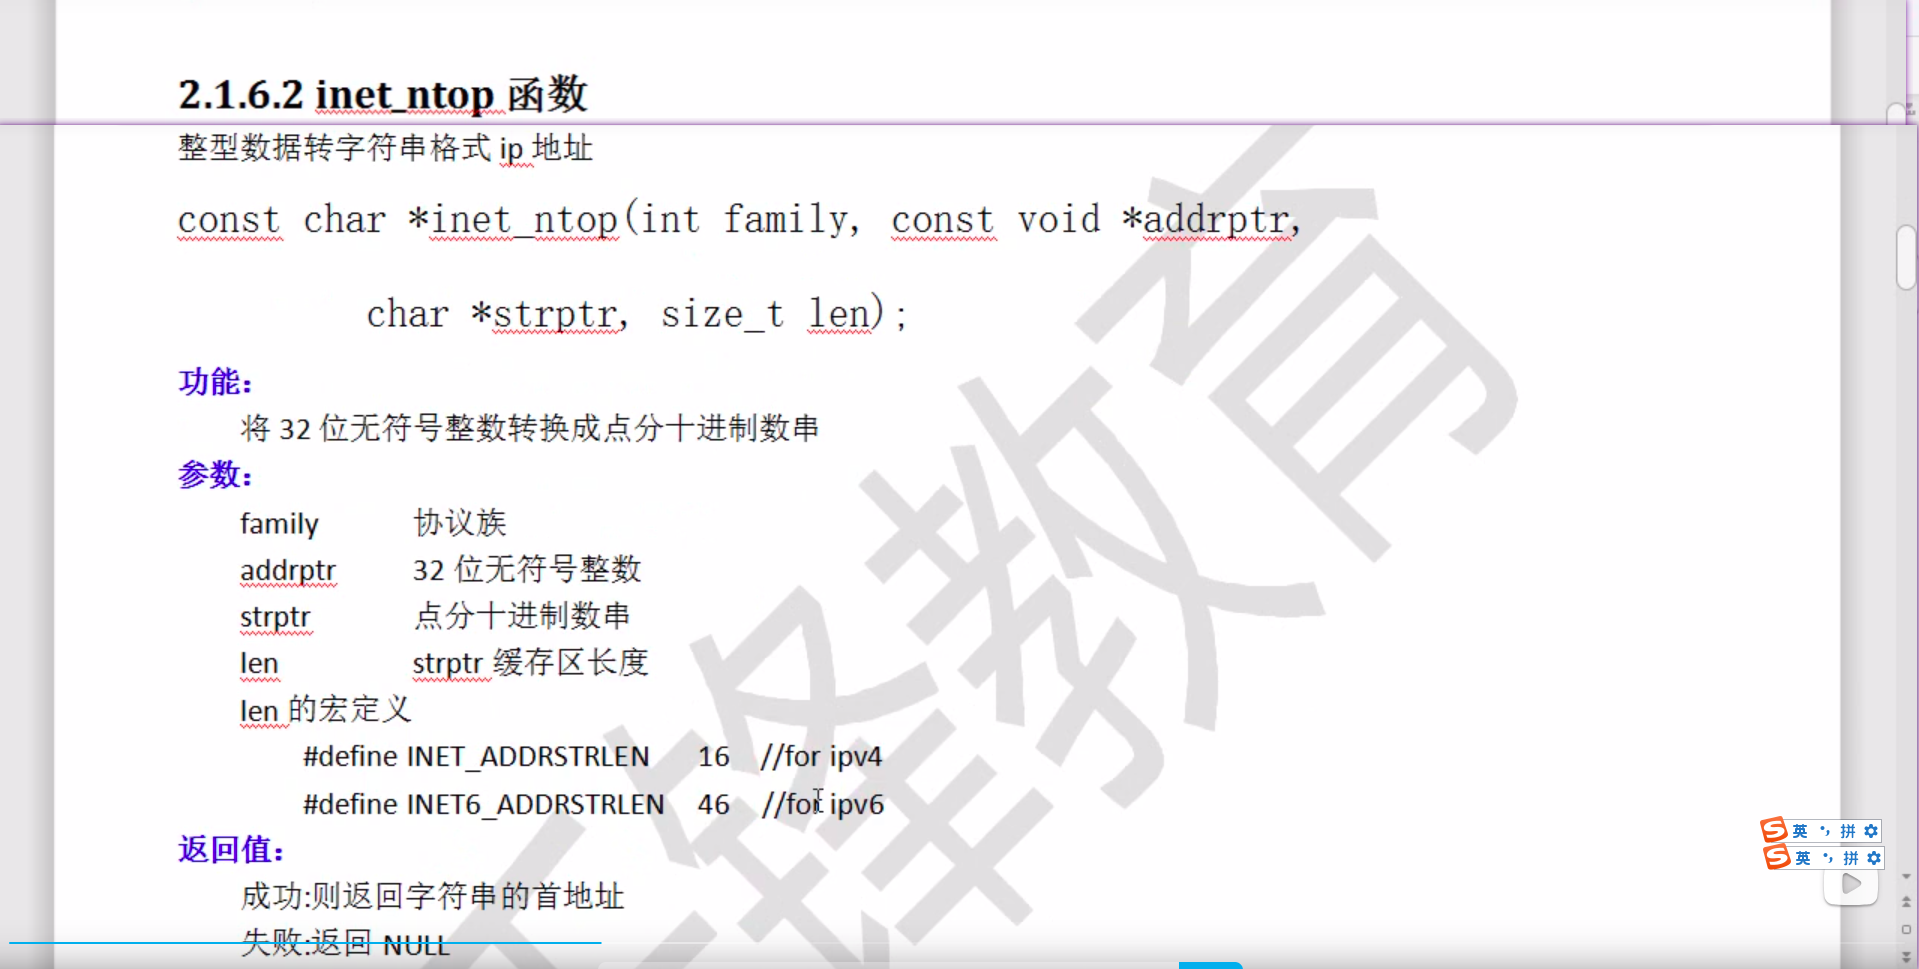 2.1.6.2 inet_ntop 函数
整型数据转字符串格式 ip 地址
const char *inet_ntop(int family, const void *addrptr,
char *strptr, size_t len);
功能:
将 32 位无符号整数转换成点分十进制数串
参数:
family 协议族
addrptr 32 位无符号整数
strptr 点分十进制数串
len strptr 缓存区长度
len 的宏定义
#define INET_ADDRSTRLEN 16 //for ipv4
#define INET6_ADDRSTRLEN 46 //for ipv6
返回值:
成功:则返回字符串的首地址
失败:返回 NULL
锋教育
S 英 拼
S 英 拼